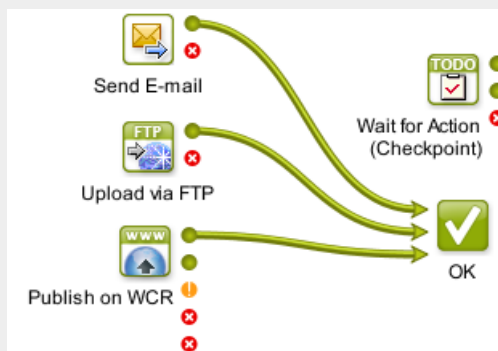 Send E-mail
TODO
Wait for Action
(Checkpoint)
FTP
Upload via FTP
WWW
Publish on WCR
OK